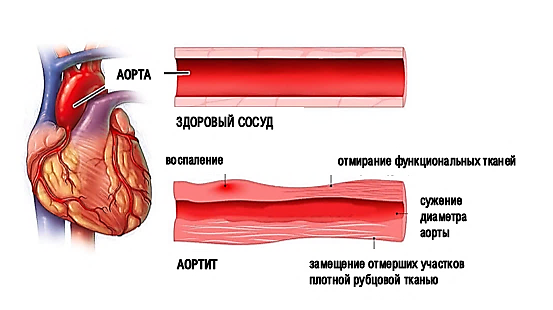 АОРТА
ЗДОРОВЫЙ СОСУД
воспаление
отмирание функциональных тканей
сужение
диаметра
аорты
АОРТИТ
замещение отмерших участков
плотной рубцовой тканью